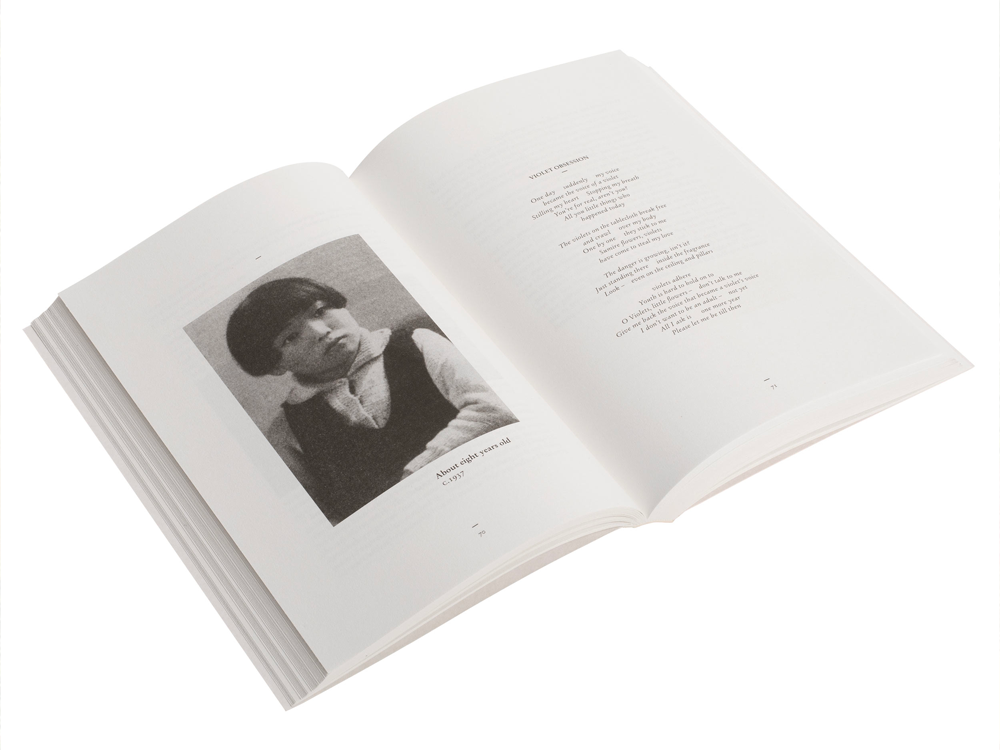 About eight years old
c.1937
70
VIOLET OBSESSION
One day suddenly my voice
became the voice of a violet
Stilling my heart Stopping my breath
You're for real, aren't you?
All you little things who
happened today
The violets on the tablecloth break free
and crawl over my body
One by one they stick to me
Samite flowers, violets
have come to steal my love
The danger is growing, isn't it?
Just standing there inside the fragrance
Look – even on the ceiling and pillars
violets adhere
Youth is hard to hold on to
O Violets, little flowers – don't talk to me
Give me back the voice that became a violet's voice
I don't want to be an adult – not yet
All I ask is one more year
Please let me be till then
71